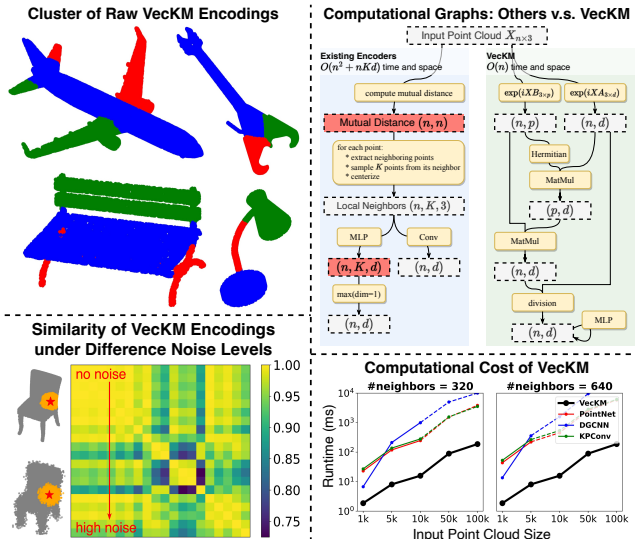 Cluster of Raw VecKM Encodings
Computational Graphs: Others v.s. VecKM
Input Point Cloud X_{n×3}
Existing Encoders
O(n² + nKd) time and space
compute mutual distance
Mutual Distance (n, n)
for each point:
* extract neighboring points
* sample K points from its neighbor
* centerize
Local Neighbors (n, K, 3)
MLP
Conv
(n, K, d)
(n, d)
max(dim=1)
(n, d)
VecKM
O(n) time and space
exp(iXB_{3×p})
exp(iXA_{3×d})
(n, p)
(n, d)
Hermitian
MatMul
(p, d)
MatMul
(n, d)
division
MLP
(n, d)
Similarity of VecKM Encodings
under Difference Noise Levels
no noise
high noise
1.00
0.95
0.90
0.85
0.80
0.75
Computational Cost of VecKM
#neighbors = 320
#neighbors = 640
Runtime (ms)
10⁴
10³
10²
10¹
10⁰
VecKM
PointNet
DGCNN
KPConv
1k 5k 10k 50k 100k
1k 5k 10k 50k 100k
Input Point Cloud Size